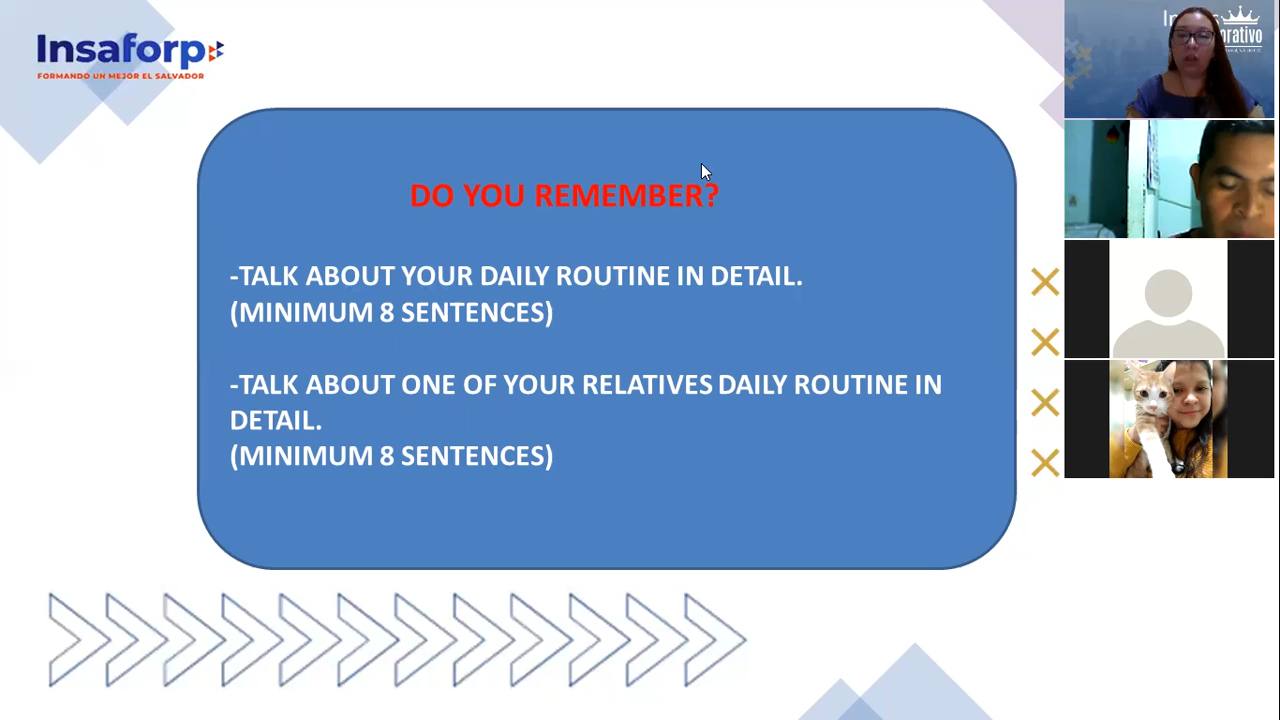 Insaforp
FORMANDO UN MEJOR EL SALVADOR
DO YOU REMEMBER?
-TALK ABOUT YOUR DAILY ROUTINE IN DETAIL.
(MINIMUM 8 SENTENCES)
-TALK ABOUT ONE OF YOUR RELATIVES DAILY ROUTINE IN
DETAIL.
(MINIMUM 8 SENTENCES)